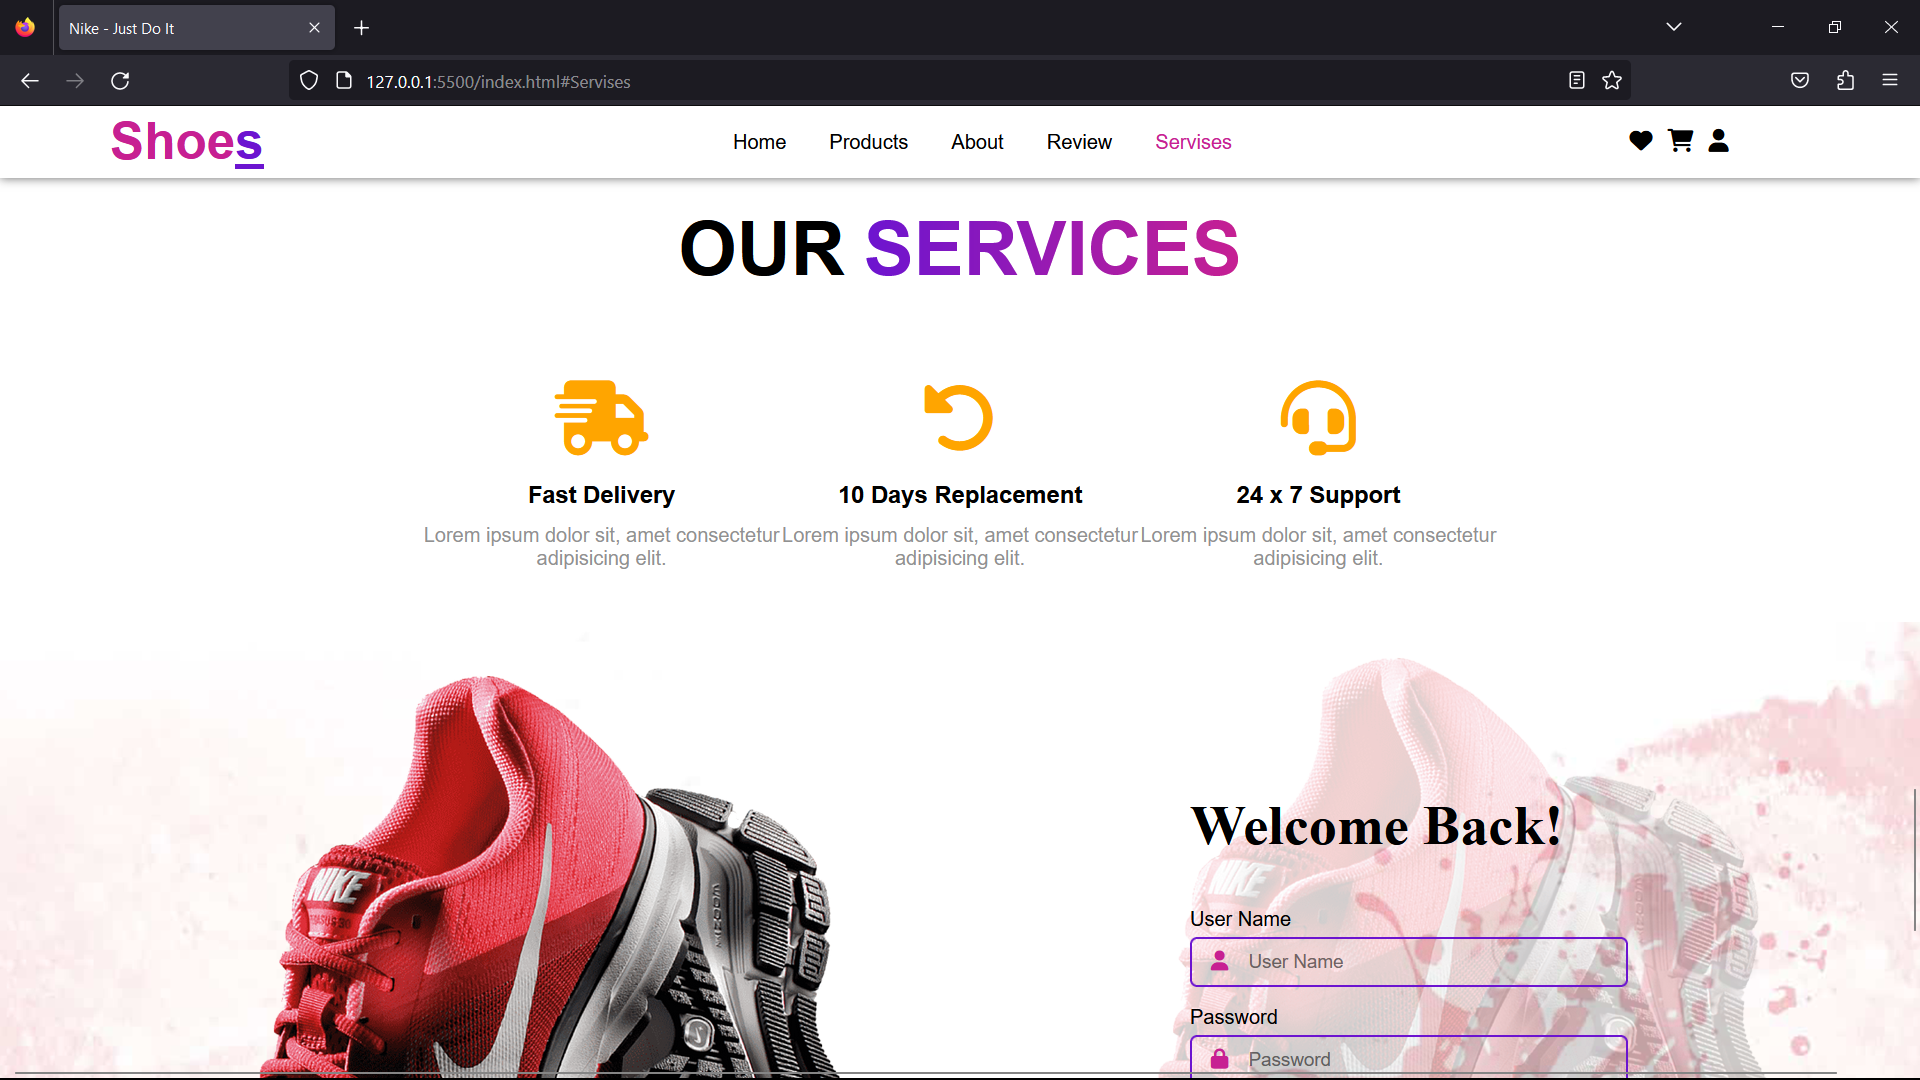 Nike - Just Do It
127.0.0.1:5500/index.html#Servises
Shoes
Home Products About Review Servises
OUR SERVICES
Fast Delivery
Lorem ipsum dolor sit, amet consectetur
adipisicing elit.
10 Days Replacement
Lorem ipsum dolor sit, amet consectetur
adipisicing elit.
24 x 7 Support
Lorem ipsum dolor sit, amet consectetur
adipisicing elit.
NIKE
NIKE
Welcome Back!
User Name
User Name
Password
Password